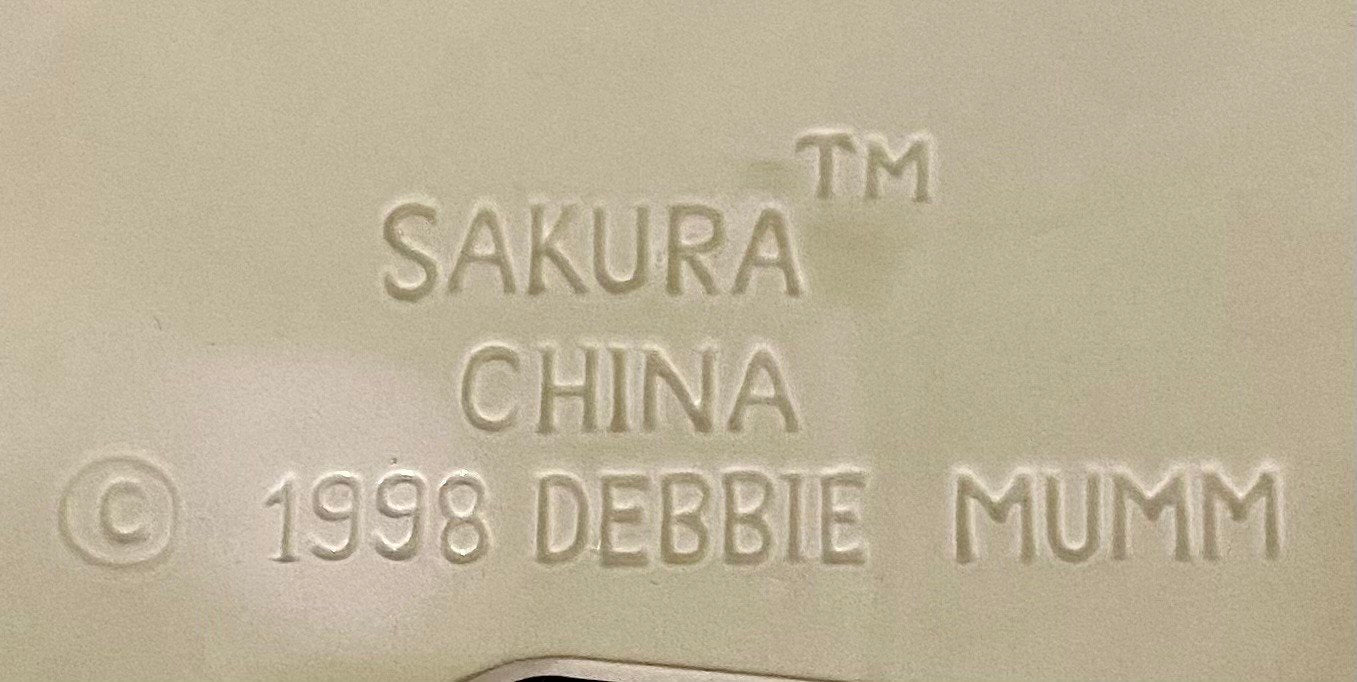 SAKURA™
CHINA
© 1998 DEBBIE MUMM